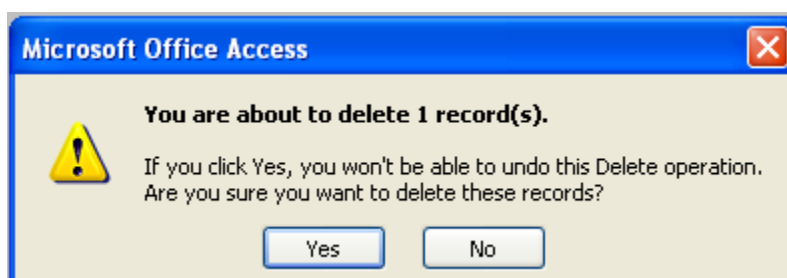 Microsoft Office Access
You are about to delete 1 record(s).
If you click Yes, you won't be able to undo this Delete operation.
Are you sure you want to delete these records?
Yes No